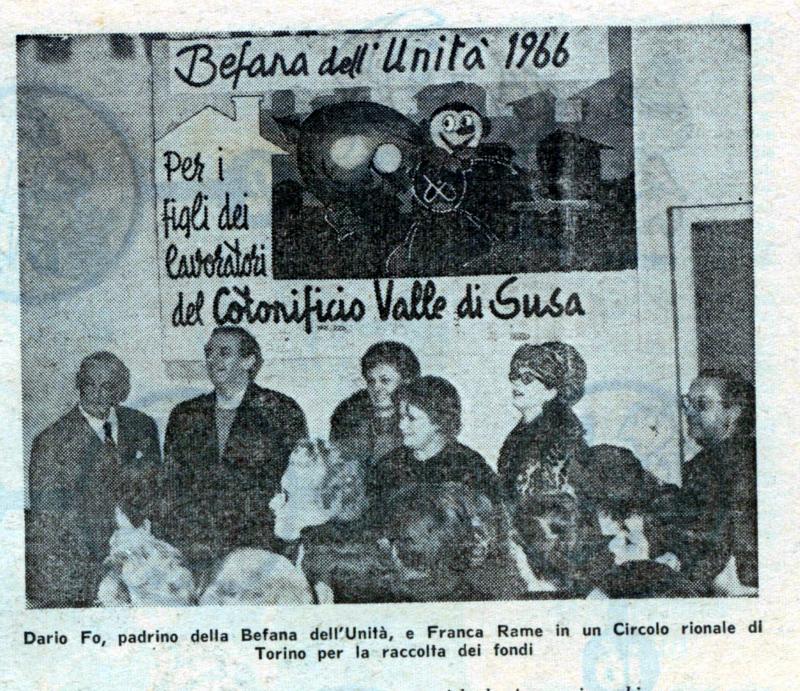 Befana dell'Unità 1966
Per i
figli dei
lavoratori
del Cotonificio Valle di Susa
Dario Fo, padrino della Befana dell'Unità, e Franca Rame in un Circolo rionale di
Torino per la raccolta dei fondi